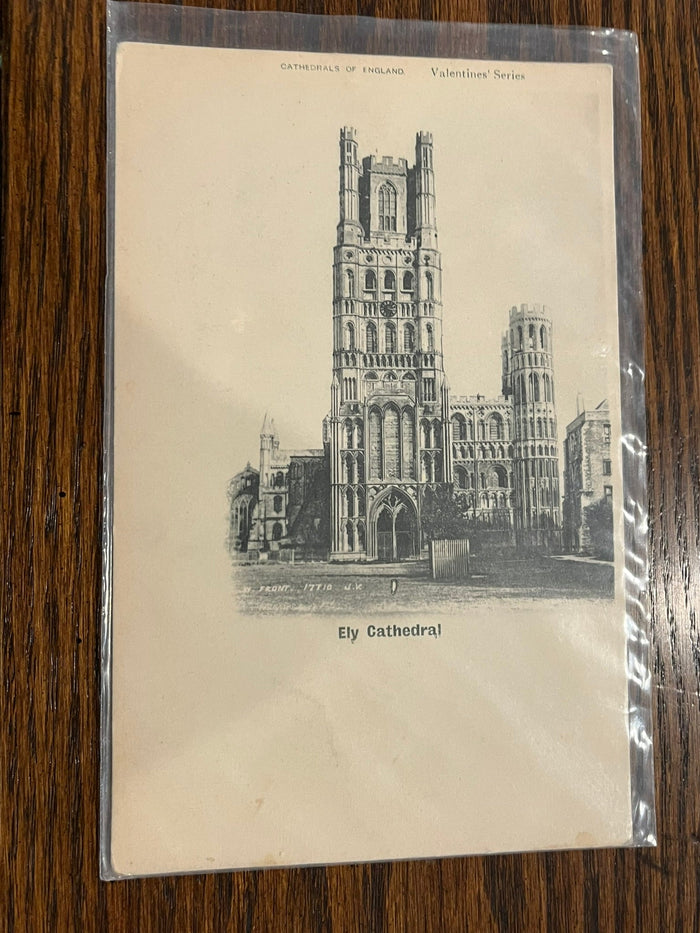 CATHEDRALS OF ENGLAND. Valentines' Series
W. FRONT. 17710 J.V.
Ely Cathedral